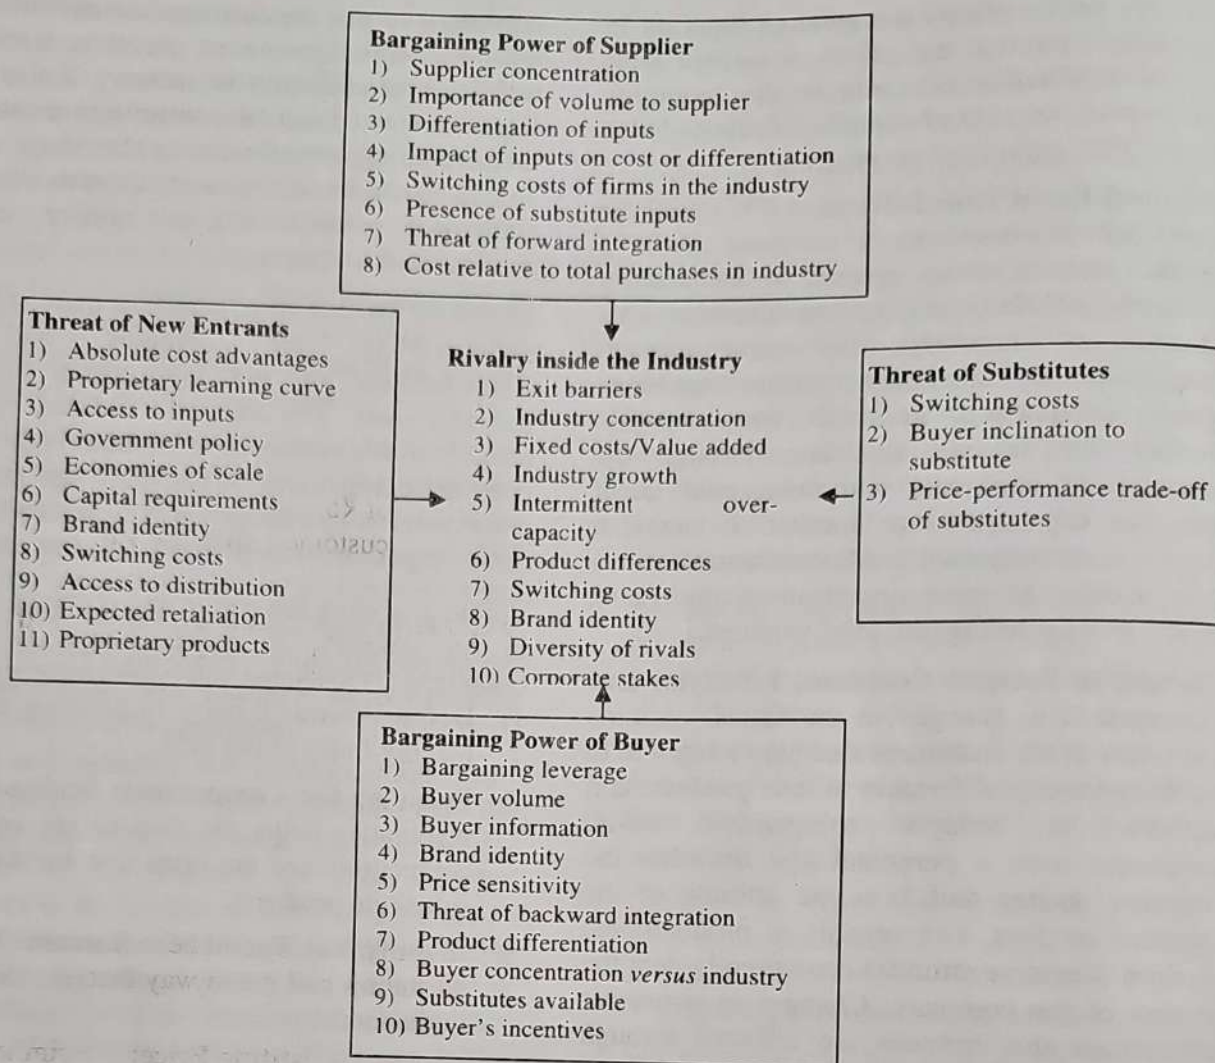 Bargaining Power of Supplier
1) Supplier concentration
2) Importance of volume to supplier
3) Differentiation of inputs
4) Impact of inputs on cost or differentiation
5) Switching costs of firms in the industry
6) Presence of substitute inputs
7) Threat of forward integration
8) Cost relative to total purchases in industry
Threat of New Entrants
1) Absolute cost advantages
2) Proprietary learning curve
3) Access to inputs
4) Government policy
5) Economies of scale
6) Capital requirements
7) Brand identity
8) Switching costs
9) Access to distribution
10) Expected retaliation
11) Proprietary products
Rivalry inside the Industry
1) Exit barriers
2) Industry concentration
3) Fixed costs/Value added
4) Industry growth
5) Intermittent over-
capacity
6) Product differences
7) Switching costs
8) Brand identity
9) Diversity of rivals
10) Corporate stakes
Threat of Substitutes
1) Switching costs
2) Buyer inclination to
substitute
3) Price-performance trade-off
of substitutes
Bargaining Power of Buyer
1) Bargaining leverage
2) Buyer volume
3) Buyer information
4) Brand identity
5) Price sensitivity
6) Threat of backward integration
7) Product differentiation
8) Buyer concentration versus industry
9) Substitutes available
10) Buyer's incentives